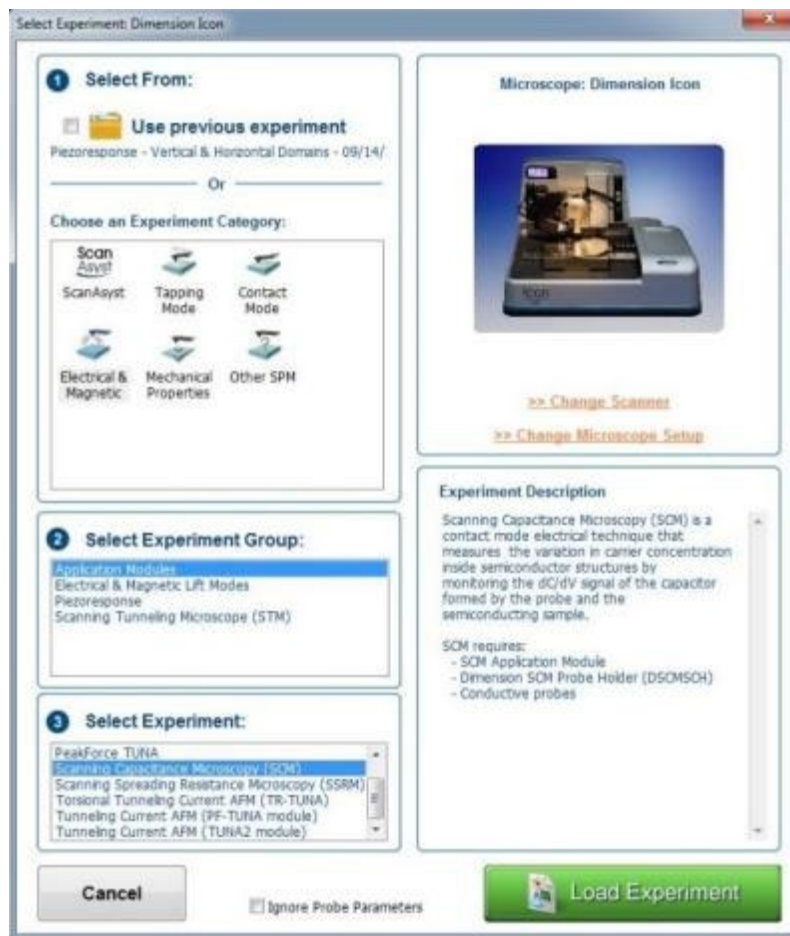 Select Experiment: Dimension Icon
1 Select From:
Use previous experiment
Piezoresponse - Vertical & Horizontal Domains - 09/14/
Or
Choose an Experiment Category:
Scan
Asyst
ScanAsyst
Tapping
Mode
Contact
Mode
Electrical &
Magnetic
Mechanical
Properties
Other SPM
2 Select Experiment Group:
Application Modules
Electrical & Magnetic Lift Modes
Piezoresponse
Scanning Tunneling Microscope (STM)
3 Select Experiment:
PeakForce TUNA
Scanning Capacitance Microscopy (SCM)
Scanning Spreading Resistance Microscopy (SSRM)
Torsional Tunneling Current AFM (TR-TUNA)
Tunneling Current AFM (PF-TUNA module)
Tunneling Current AFM (TUNA2 module)
Cancel
Ignore Probe Parameters
Microscope: Dimension Icon
Icon
>> Change Scanner
>> Change Microscope Setup
Experiment Description
Scanning Capacitance Microscopy (SCM) is a
contact mode electrical technique that
measures the variation in carrier concentration
inside semiconductor structures by
monitoring the dC/dV signal of the capacitor
formed by the probe and the
semiconducting sample.
SCM requires:
- SCM Application Module
- Dimension SCM Probe Holder (DSCMSCH)
- Conductive probes
Load Experiment